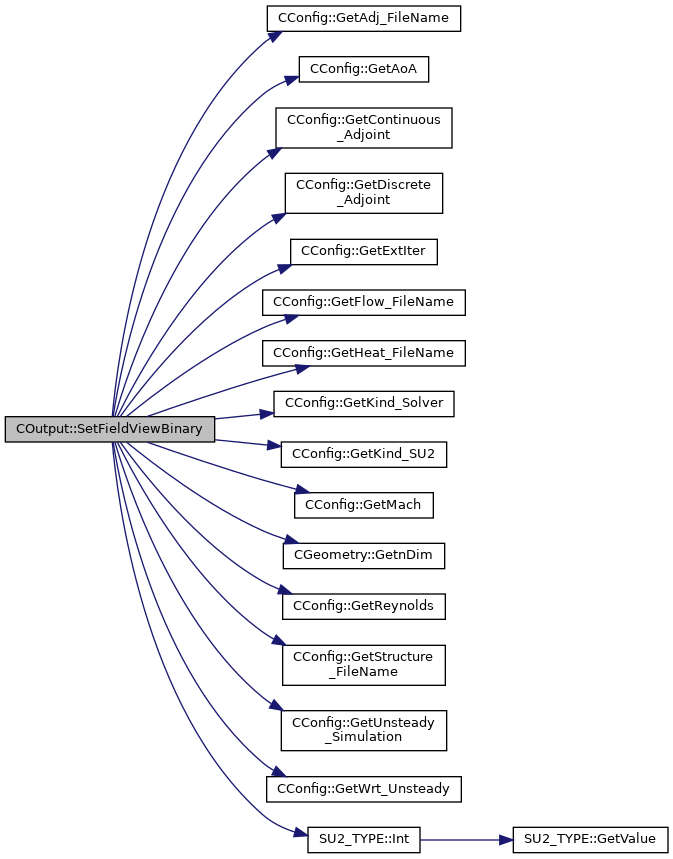 CConfig::GetAdj_FileName
CConfig::GetAoA
CConfig::GetContinuous
_Adjoint
CConfig::GetDiscrete
_Adjoint
CConfig::GetExtIter
CConfig::GetFlow_FileName
CConfig::GetHeat_FileName
CConfig::GetKind_Solver
COutput::SetFieldViewBinary
CConfig::GetKind_SU2
CConfig::GetMach
CGeometry::GetnDim
CConfig::GetReynolds
CConfig::GetStructure
_FileName
CConfig::GetUnsteady
_Simulation
CConfig::GetWrt_Unsteady
SU2_TYPE::Int
SU2_TYPE::GetValue